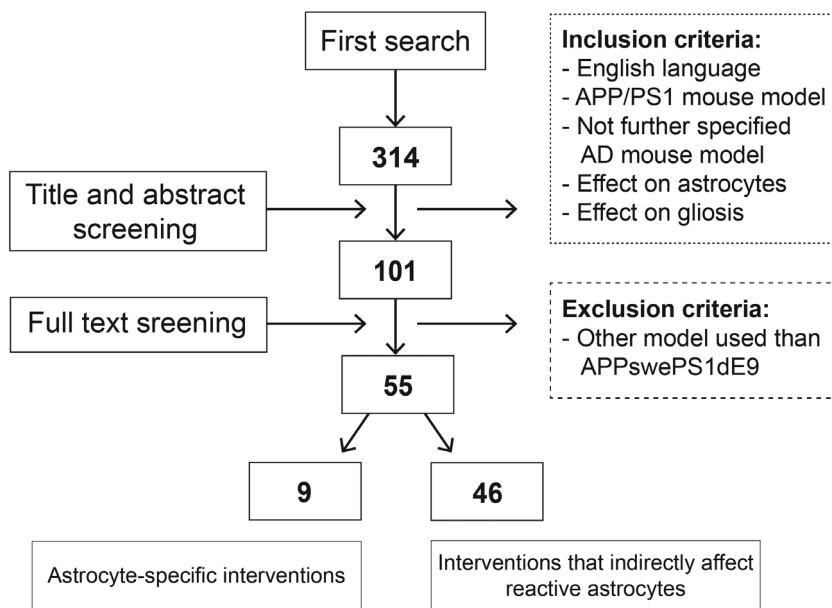 First search
314
Title and abstract
screening
101
Full text sreening
55
9
46
Astrocyte-specific interventions
Interventions that indirectly affect
reactive astrocytes
Inclusion criteria:
- English language
- APP/PS1 mouse model
- Not further specified
AD mouse model
- Effect on astrocytes
- Effect on gliosis
Exclusion criteria:
- Other model used than
APPswePS1dE9